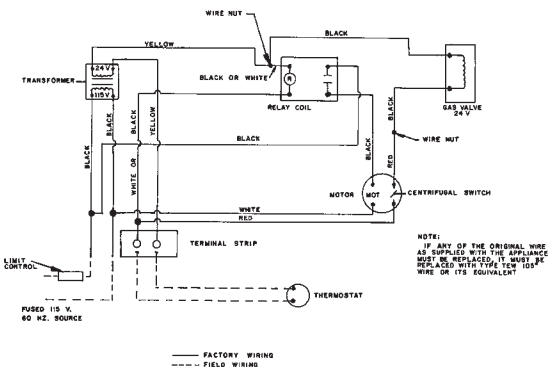 WIRE NUT
YELLOW
BLACK
24V
TRANSFORMER
115V
BLACK OR WHITE
R
RELAY COIL
GAS VALVE
24 V
BLACK
BLACK
WHITE OR
BLACK
YELLOW
BLACK
BLACK
BLACK
RED
WIRE NUT
MOTOR
MOT
CENTRIFUGAL SWITCH
WHITE
RED
TERMINAL STRIP
LIMIT
CONTROL
THERMOSTAT
FUSED 115 V.
60 HZ. SOURCE
NOTE:
IF ANY OF THE ORIGINAL WIRE
AS SUPPLIED WITH THE APPLIANCE
MUST BE REPLACED, IT MUST BE
REPLACED WITH TYPE TEW 105°
WIRE OR ITS EQUIVALENT
FACTORY WIRING
FIELD WIRING